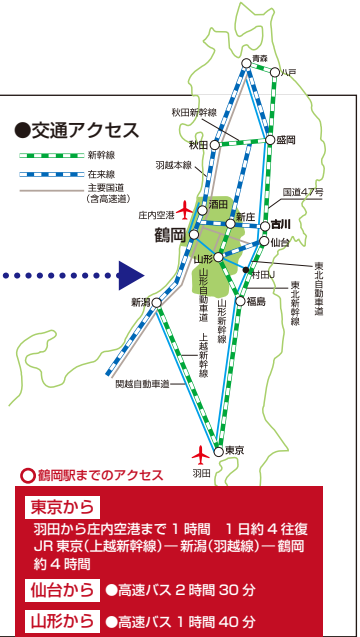 ●交通アクセス
新幹線
在来線
主要国道
(含高速道)
青森
八戸
秋田新幹線
秋田
盛岡
羽越本線
国道47号
酒田
庄内空港
新庄
古川
鶴岡
仙台
山形
村田J
東北自動車道
山形自動車道
山形新幹線
福島
東北新幹線
新潟
上越新幹線
関越自動車道
東京
羽田
鶴岡駅までのアクセス
東京から
羽田から庄内空港まで1時間 1日約4往復
JR東京(上越新幹線)―新潟(羽越線)―鶴岡
約4時間
仙台から ●高速バス2時間30分
山形から ●高速バス1時間40分